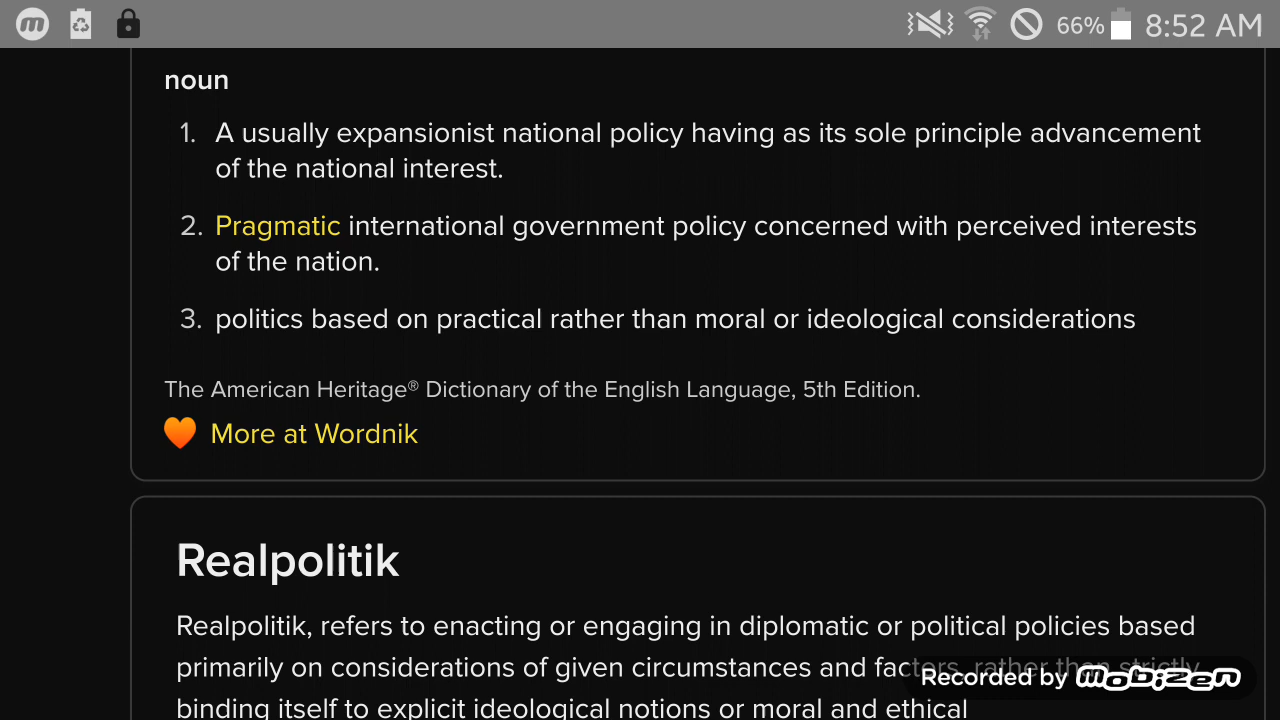 66% 8:52 AM
noun
1. A usually expansionist national policy having as its sole principle advancement
of the national interest.
2. Pragmatic international government policy concerned with perceived interests
of the nation.
3. politics based on practical rather than moral or ideological considerations
The American Heritage® Dictionary of the English Language, 5th Edition.
More at Wordnik
Realpolitik
Realpolitik, refers to enacting or engaging in diplomatic or political policies based
primarily on considerations of given circumstances and factors, rather than strictly
Recorded by mobizen
binding itself to explicit ideological notions or moral and ethical